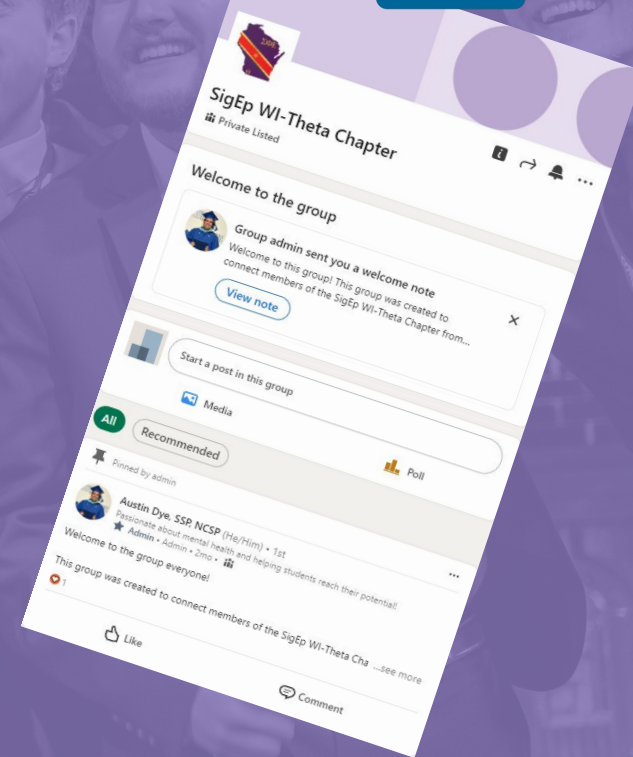 ΣΦΕ
SigEp WI-Theta Chapter
Private Listed
Welcome to the group
Group admin sent you a welcome note
Welcome to this group! This group was created to
connect members of the SigEp WI-Theta Chapter from...
View note
Start a post in this group
Media
Poll
All
Recommended
Pinned by admin
Austin Dye, SSP, NCSP (He/Him) • 1st
Passionate about mental health and helping students reach their potential!
Admin • Admin • 2mo •
Welcome to the group everyone!
This group was created to connect members of the SigEp WI-Theta Cha ...see more
1
Like
Comment